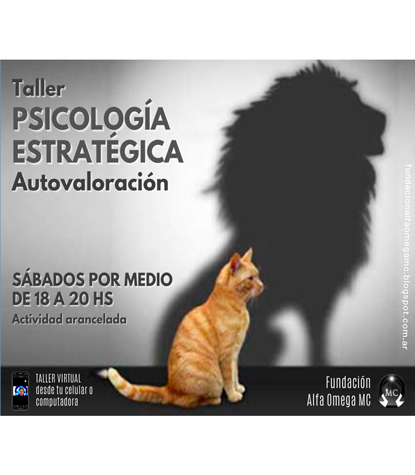 Taller
PSICOLOGÍA
ESTRATÉGICA
Autovaloración
SÁBADOS POR MEDIO
DE 18 A 20 HS
Actividad arancelada
TALLER VIRTUAL
desde tu celular o
computadora
Fundación
Alfa Omega MC
MC
fundacionalfaomegamc.blogspot.com.ar